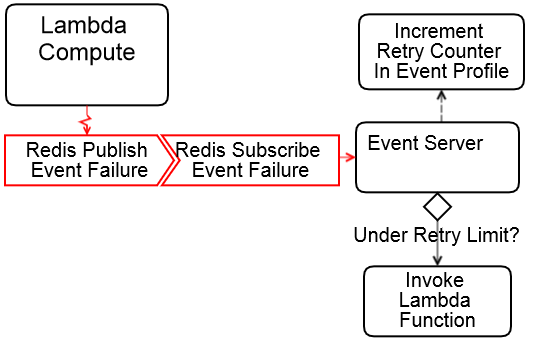 Lambda
Compute
Increment
Retry Counter
In Event Profile
Redis Publish
Event Failure
Redis Subscribe
Event Failure
Event Server
Under Retry Limit?
Invoke
Lambda
Function